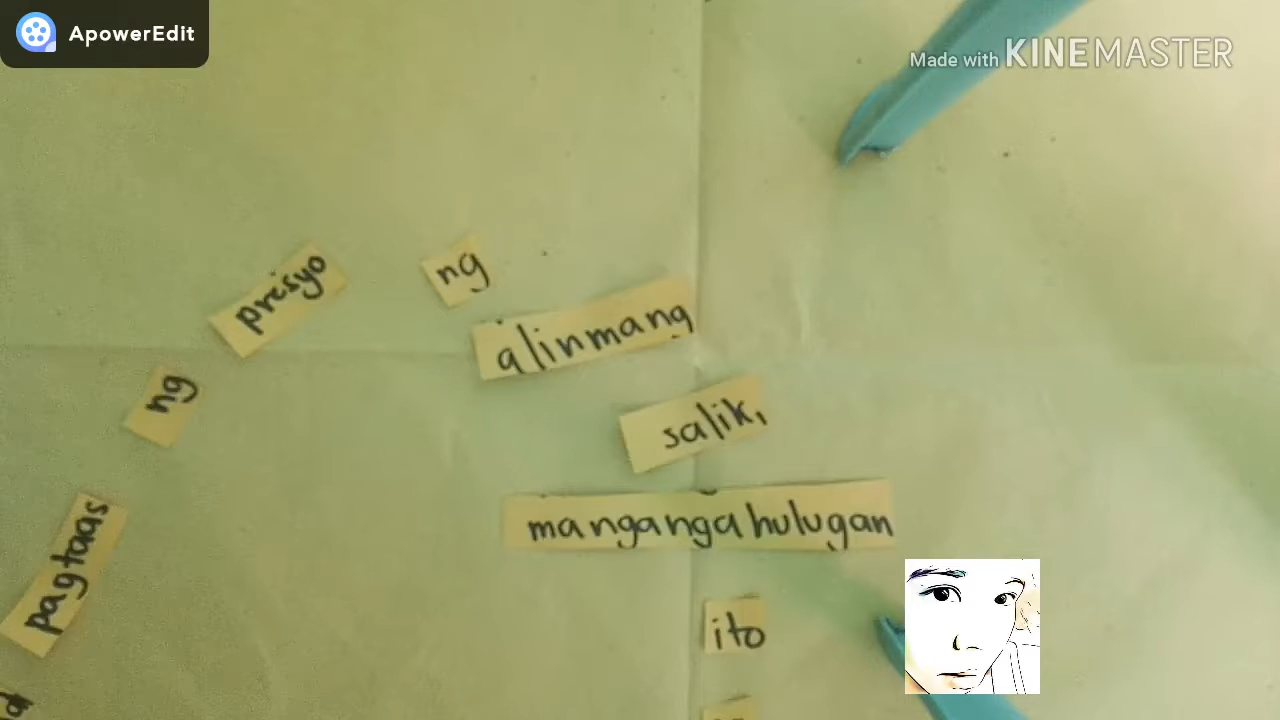 ApowerEdit
Made with KINEMASTER
pagtaas
ng
presyo
ng
alinmang
salik,
mangangahulugan
ito